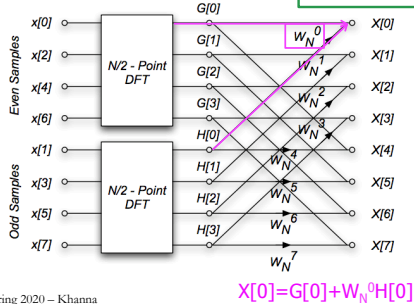 G[0]
x[0] X[0]
W_N^0
G[1]
x[2] X[1]
W_N^1
N/2 - Point
DFT
G[2]
x[4] X[2]
W_N^2
G[3]
x[6] X[3]
W_N^3
Even Samples
H[0]
x[1] X[4]
W_N^4
H[1]
x[3] X[5]
W_N^5
N/2 - Point
DFT
H[2]
x[5] X[6]
W_N^6
H[3]
x[7] X[7]
W_N^7
Odd Samples
X[0]=G[0]+W_N^0H[0]
ring 2020 – Khanna